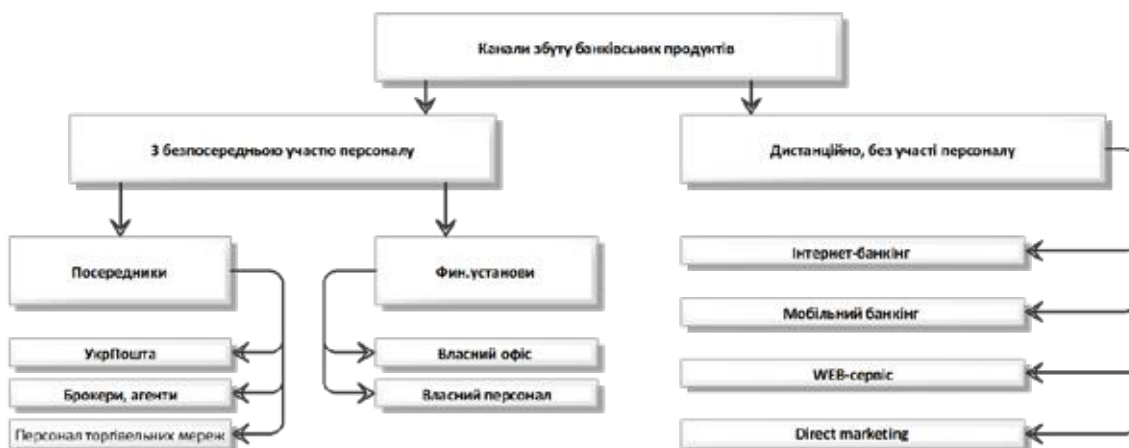 Канали збуту банківських продуктів
З безпосередньою участю персоналу
Дистанційно, без участі персоналу
Посередники
Фин.установи
УкрПошта
Брокери, агенти
Персонал торгівельних мереж
Власний офіс
Власний персонал
Інтернет-банкінг
Мобільний банкінг
WEB-сервіс
Direct marketing